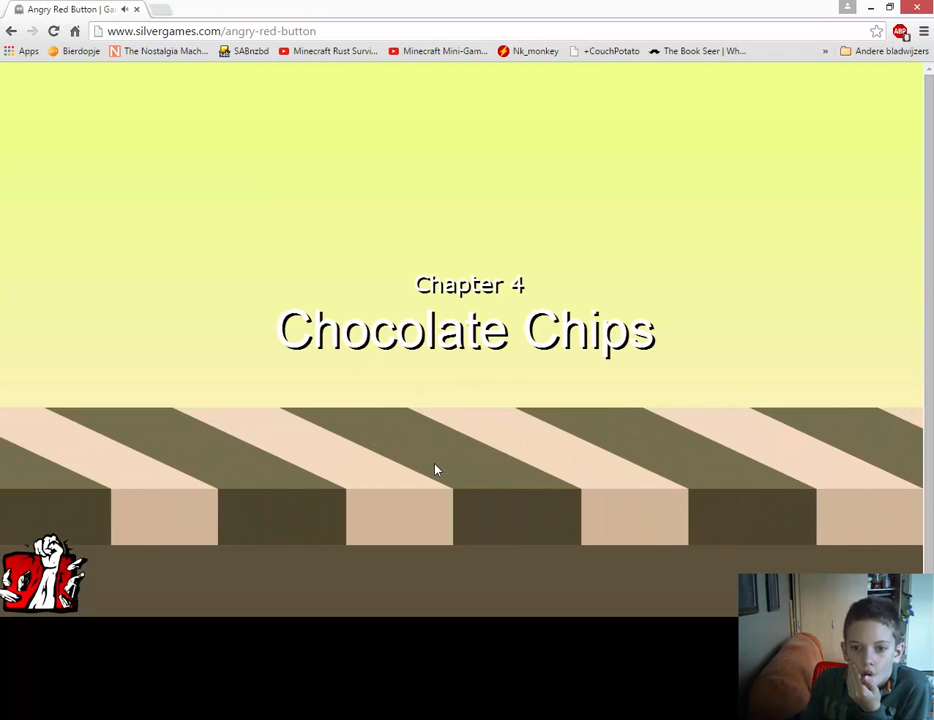 Angry Red Button | Ga
www.silvergames.com/angry-red-button
ABP
Apps Bierdopje The Nostalgia Mach... SABnzbd Minecraft Rust Survi... Minecraft Mini-Gam... Nk_monkey +CouchPotato The Book Seer | Wh... » Andere bladwijzers
Chapter 4
Chocolate Chips